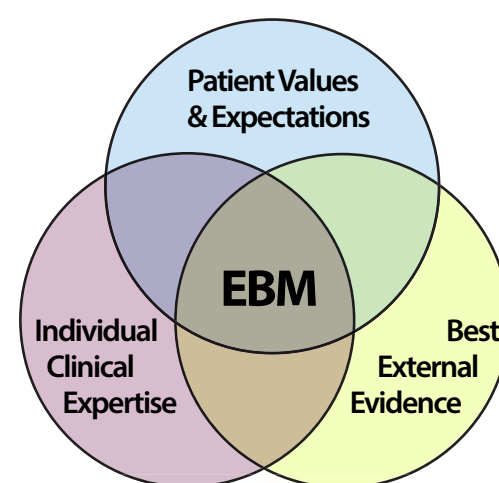 Patient Values
& Expectations
EBM
Individual
Clinical
Expertise
Best
External
Evidence